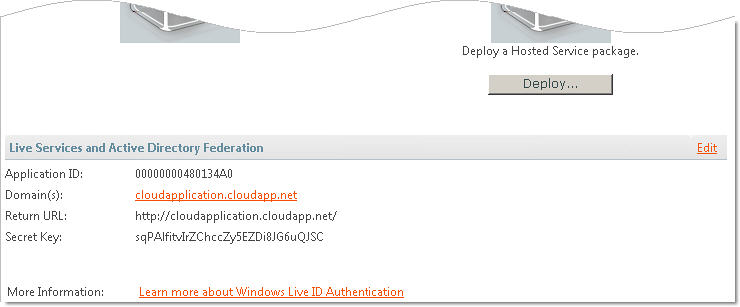 Deploy a Hosted Service package.
Deploy...
Live Services and Active Directory Federation Edit
Application ID: 00000000480134A0
Domain(s): cloudapplication.cloudapp.net
Return URL: http://cloudapplication.cloudapp.net/
Secret Key: sqPAlfitvIrZChccZy5EZDi8JG6uQJSC
More Information: Learn more about Windows Live ID Authentication